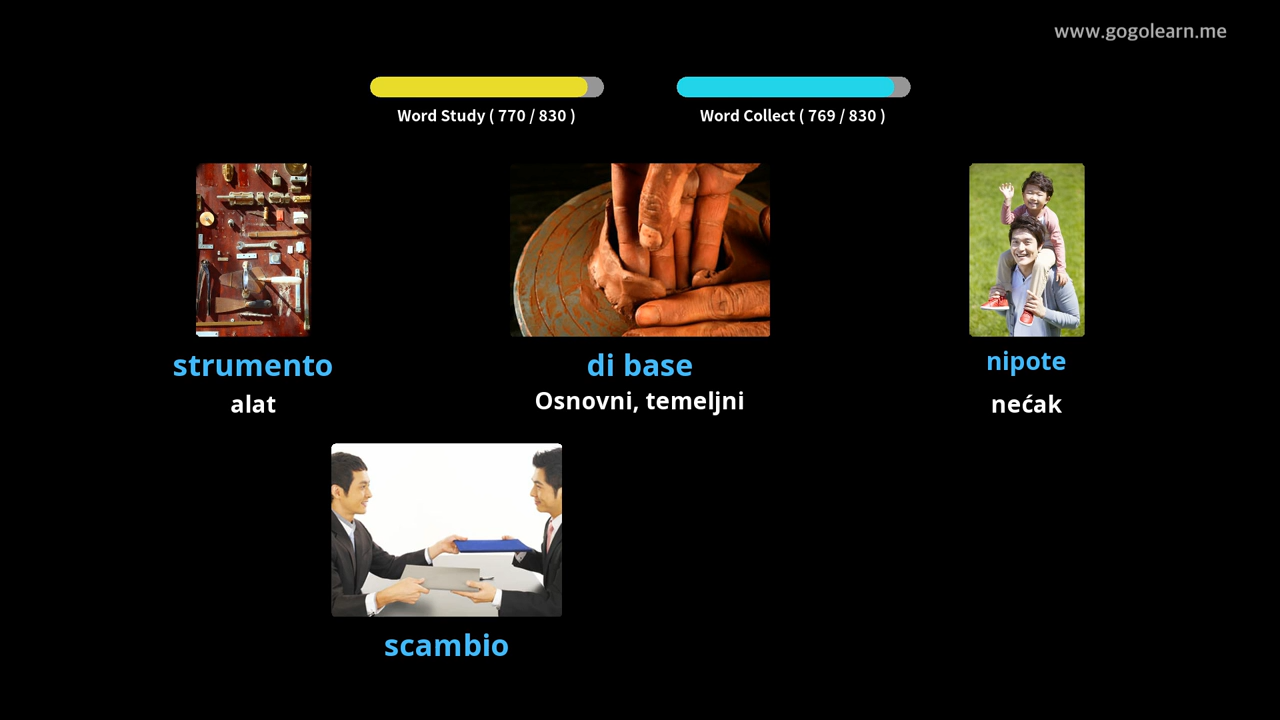 www.gogolearn.me
Word Study ( 770 / 830 )
Word Collect ( 769 / 830 )
strumento
di base
nipote
alat
Osnovni, temeljni
nećak
scambio